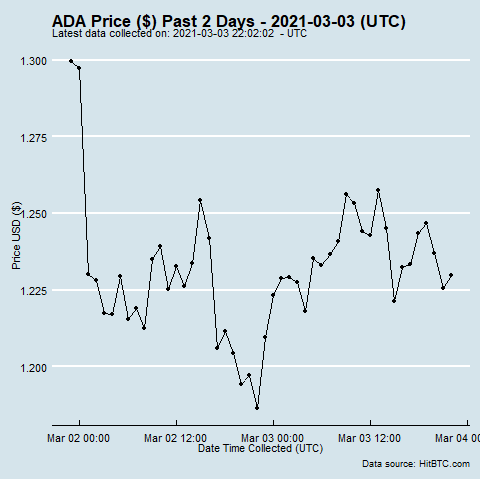 ADA Price ($) Past 2 Days - 2021-03-03 (UTC)
Latest data collected on: 2021-03-03 22:02:02 - UTC
1.300
1.275
1.250
1.225
1.200
Price USD ($)
Mar 02 00:00 Mar 02 12:00 Mar 03 00:00 Mar 03 12:00 Mar 04 00
Date Time Collected (UTC)
Data source: HitBTC.com